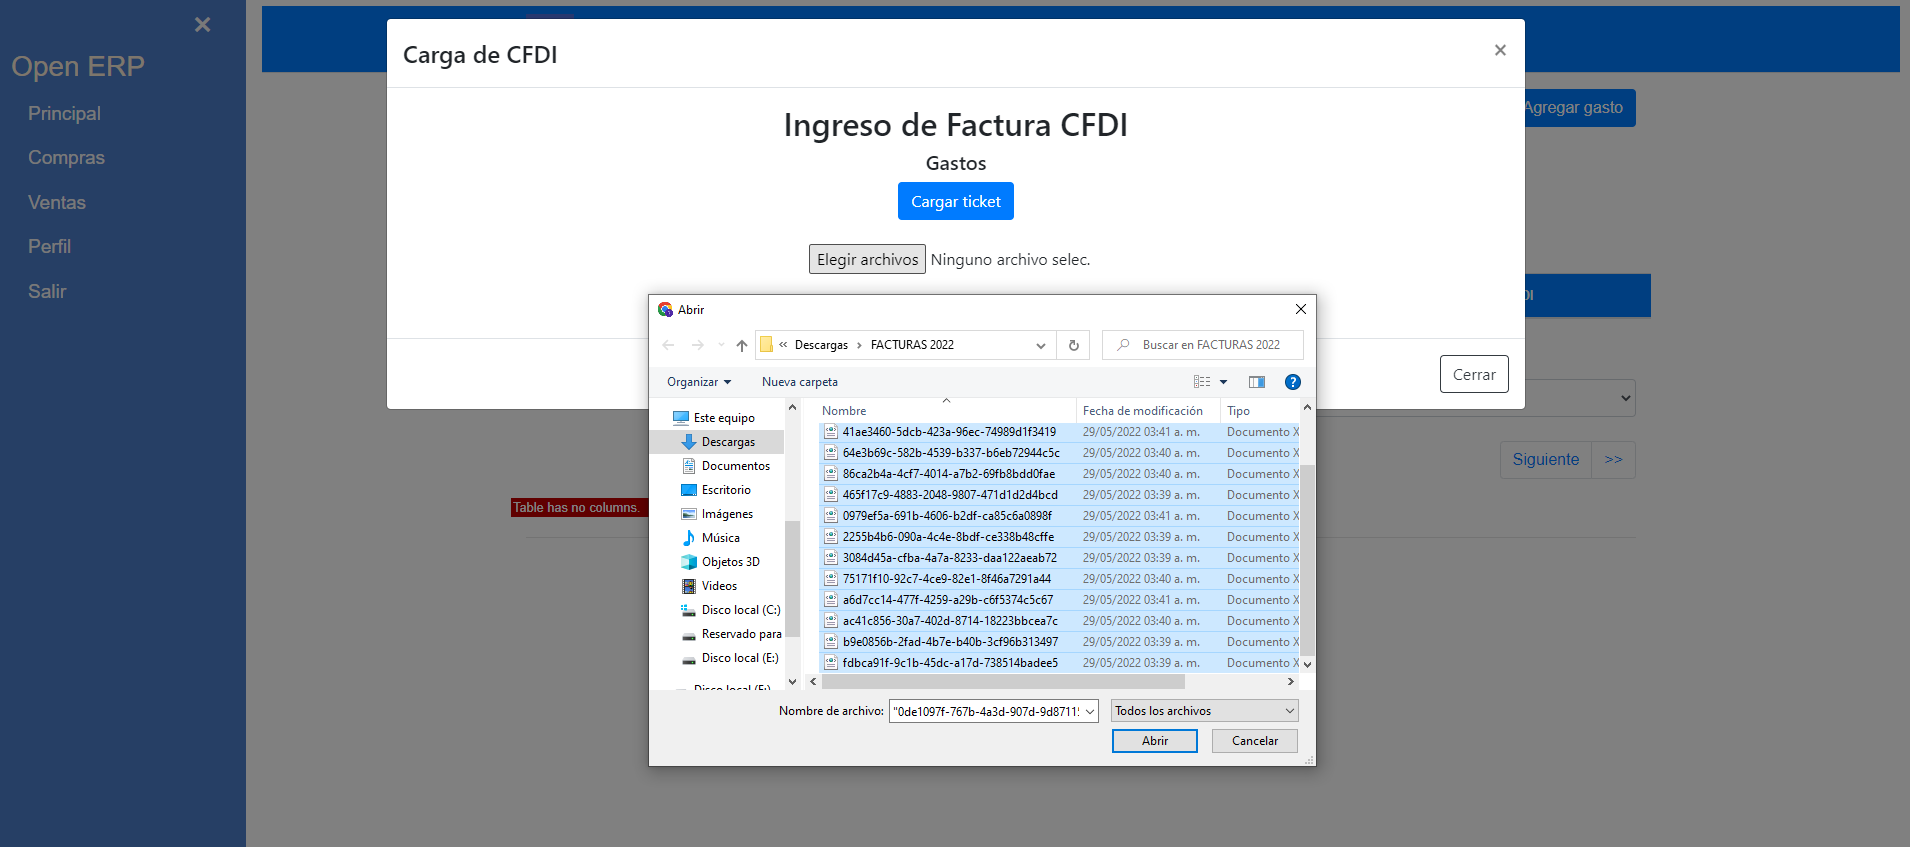 ×
Open ERP
Principal
Compras
Ventas
Perfil
Salir
Carga de CFDI
×
Agregar gasto
Ingreso de Factura CFDI
Gastos
Cargar ticket
Elegir archivos Ninguno archivo selec.
DI
Cerrar
Siguiente >>
Table has no columns.
Abrir
« Descargas › FACTURAS 2022
Buscar en FACTURAS 2022
Organizar Nueva carpeta
?
Este equipo
Descargas
Documentos
Escritorio
Imágenes
Música
Objetos 3D
Videos
Disco local (C:)
Reservado para
Disco local (E:)
Disco local (F:)
Nombre Fecha de modificación Tipo
41ae3460-5dcb-423a-96ec-74989d1f3419 29/05/2022 03:41 a. m. Documento X
64e3b69c-582b-4539-b337-b6eb72944c5c 29/05/2022 03:40 a. m. Documento X
86ca2b4a-4cf7-4014-a7b2-69fb8bdd0fae 29/05/2022 03:40 a. m. Documento X
465f17c9-4883-2048-9807-471d1d2d4bcd 29/05/2022 03:39 a. m. Documento X
0979ef5a-691b-4606-b2df-ca85c6a0898f 29/05/2022 03:41 a. m. Documento X
2255b4b6-090a-4c4e-8bdf-ce338b48cffe 29/05/2022 03:39 a. m. Documento X
3084d45a-cfba-4a7a-8233-daa122aeab72 29/05/2022 03:39 a. m. Documento X
75171f10-92c7-4ce9-82e1-8f46a7291a44 29/05/2022 03:40 a. m. Documento X
a6d7cc14-477f-4259-a29b-c6f5374c5c67 29/05/2022 03:41 a. m. Documento X
ac41c856-30a7-402d-8714-18223bbcea7c 29/05/2022 03:40 a. m. Documento X
b9e0856b-2fad-4b7e-b40b-3cf96b313497 29/05/2022 03:39 a. m. Documento X
fdbca91f-9c1b-45dc-a17d-738514badee5 29/05/2022 03:39 a. m. Documento X
Nombre de archivo: "0de1097f-767b-4a3d-907d-9d8711 Todos los archivos
Abrir Cancelar